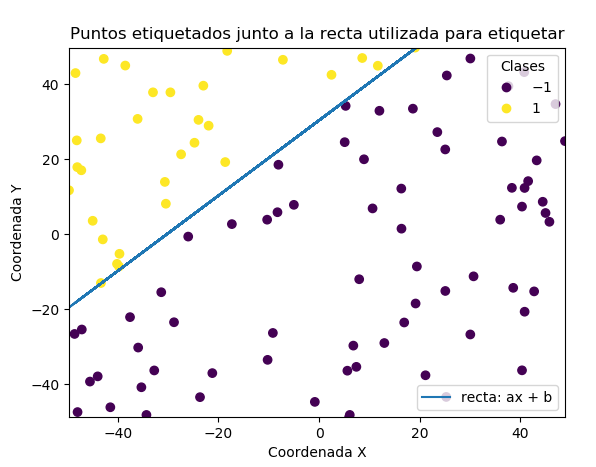 Puntos etiquetados junto a la recta utilizada para etiquetar
Clases
−1
1
40
20
0
−20
−40
Coordenada Y
recta: ax + b
−40
−20
0
20
40
Coordenada X